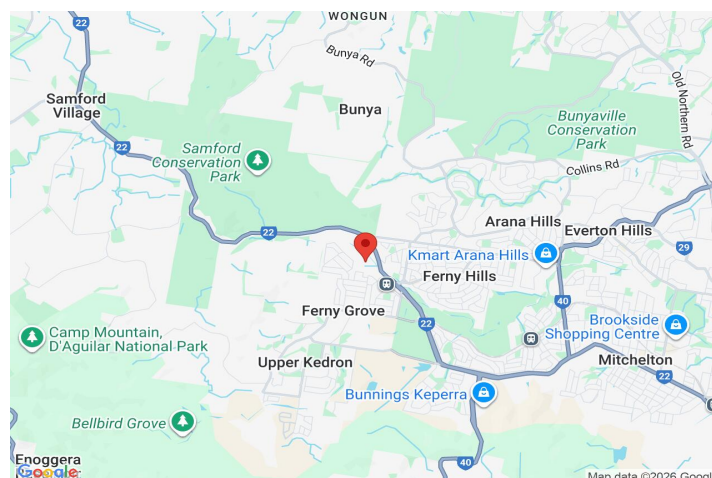 WONGUN
22
Bunya Rd
Old Northern Rd
Samford
Village
Bunya
Bunyaville
Conservation
Park
22
Samford
Conservation
Park
Collins Rd
Arana Hills
Everton Hills
22
Kmart Arana Hills
29
Ferny Hills
40
Ferny Grove
22
Brookside
Shopping Centre
Camp Mountain,
D'Aguilar National Park
Mitchelton
Upper Kedron
22
Bunnings Keperra
Bellbird Grove
Enoggera
40
Google
Map data ©2026 Google